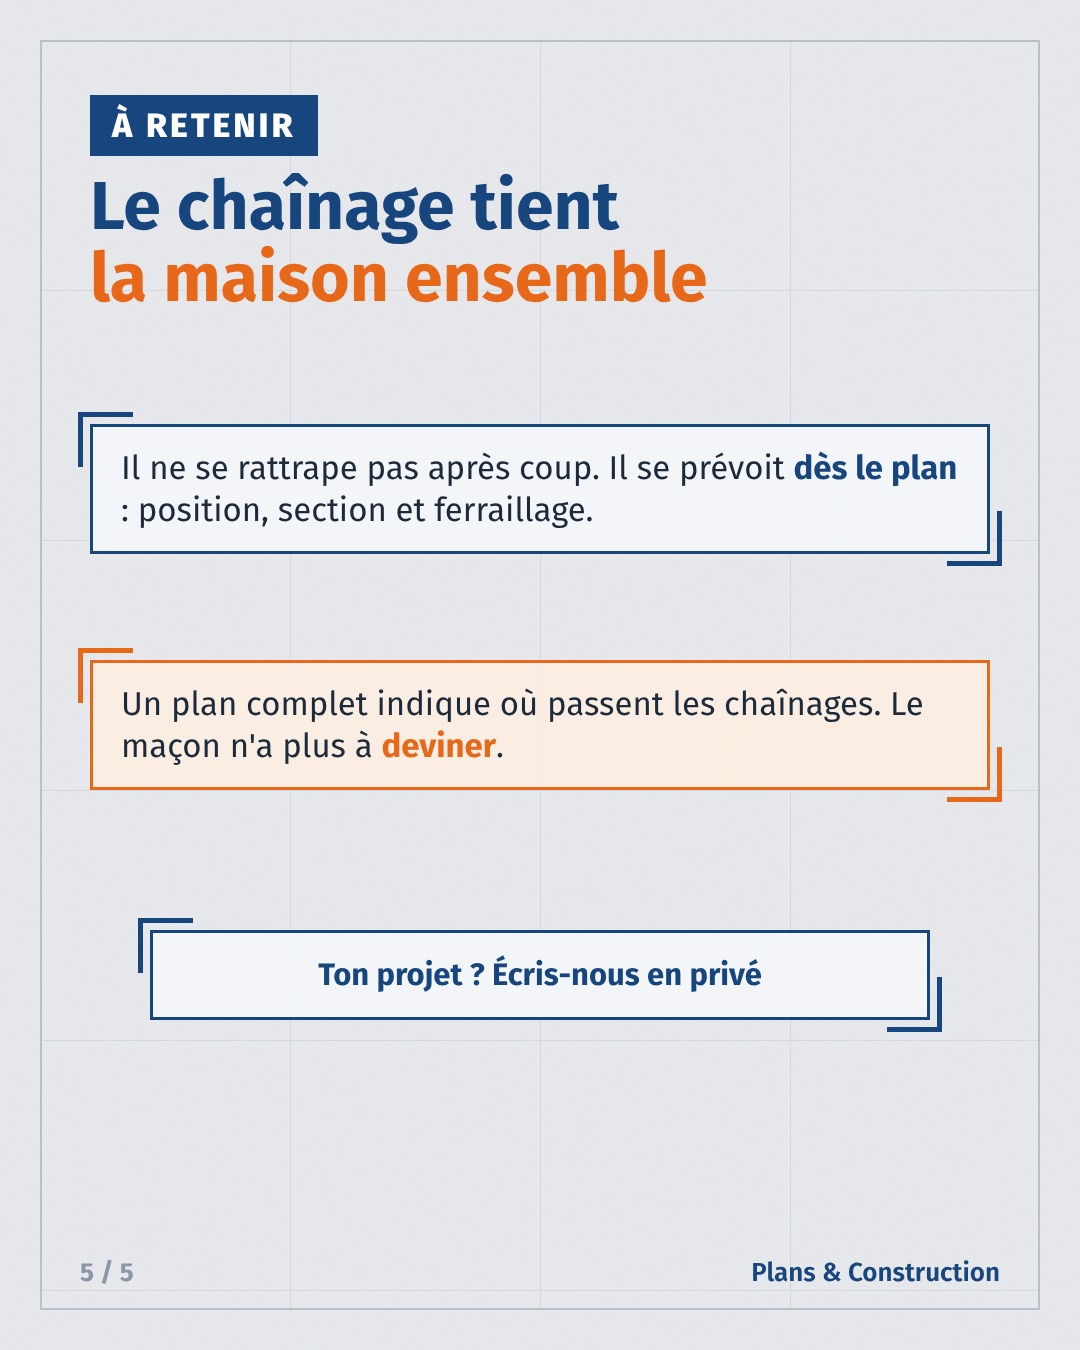 À RETENIR
Le chaînage tient
la maison ensemble
Il ne se rattrape pas après coup. Il se prévoit dès le plan
: position, section et ferraillage.
Un plan complet indique où passent les chaînages. Le
maçon n'a plus à deviner.
Ton projet ? Écris-nous en privé
5 / 5
Plans & Construction